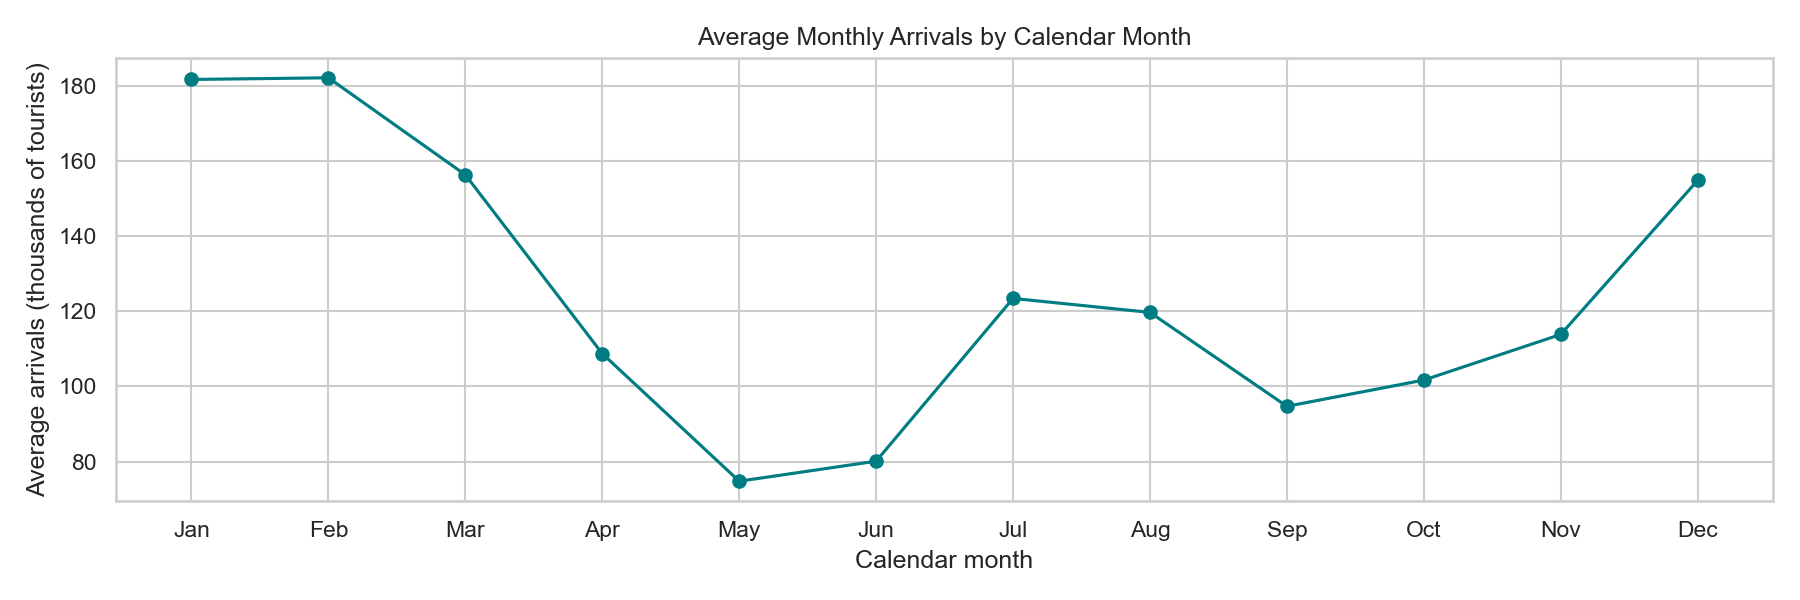 Average Monthly Arrivals by Calendar Month
Average arrivals (thousands of tourists)
180
160
140
120
100
80
Jan Feb Mar Apr May Jun Jul Aug Sep Oct Nov Dec
Calendar month